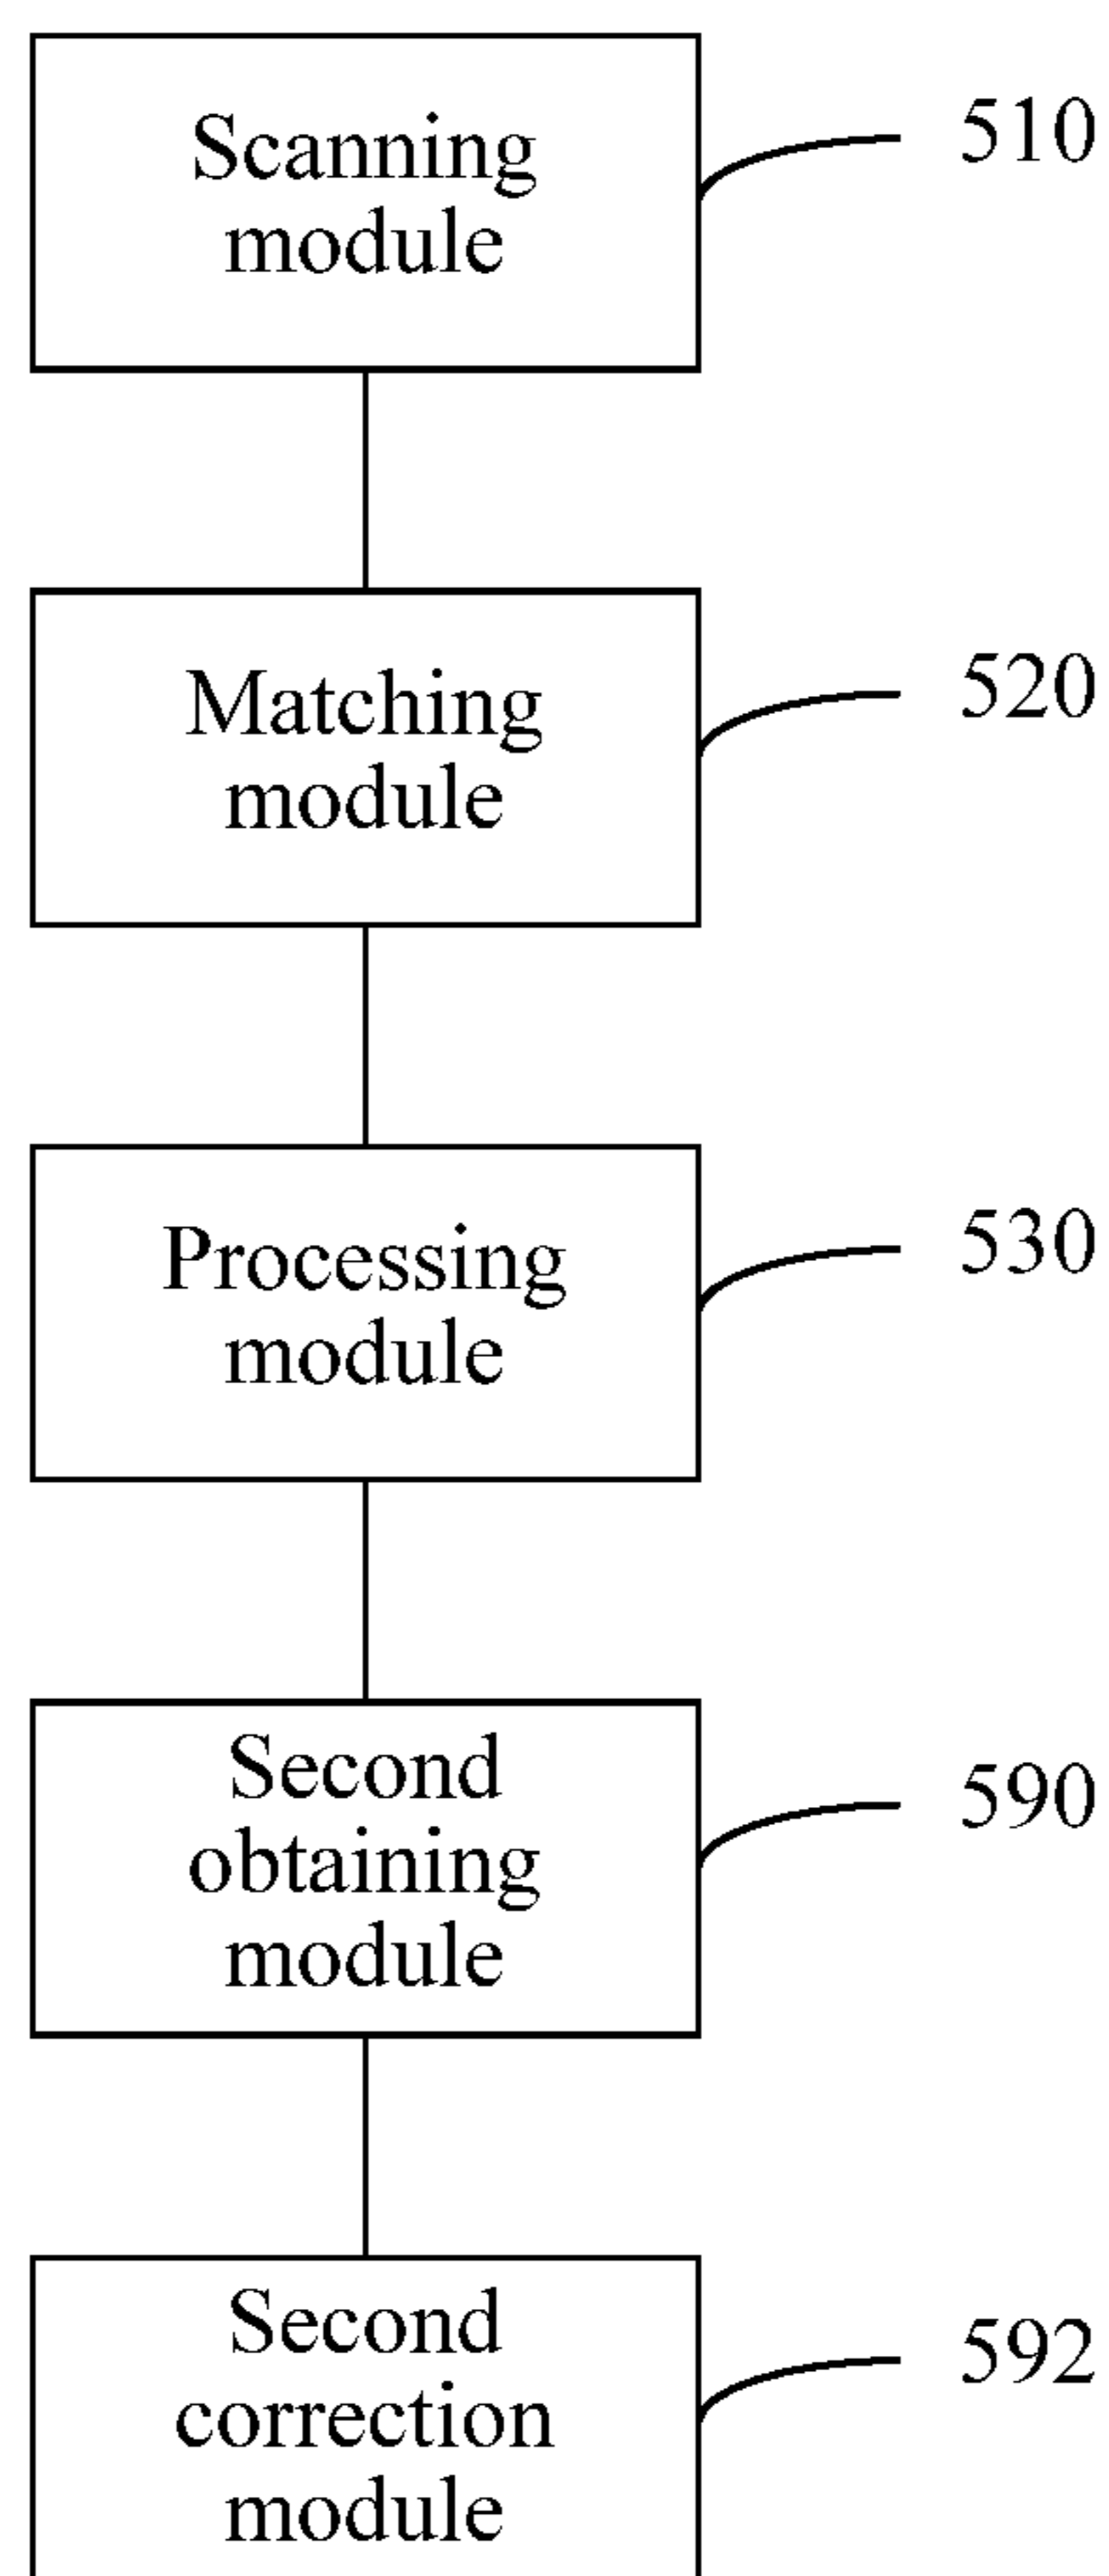 Scanning
module
510
Matching
module
520
Processing
module
530
Second
obtaining
module
590
Second
correction
module
592